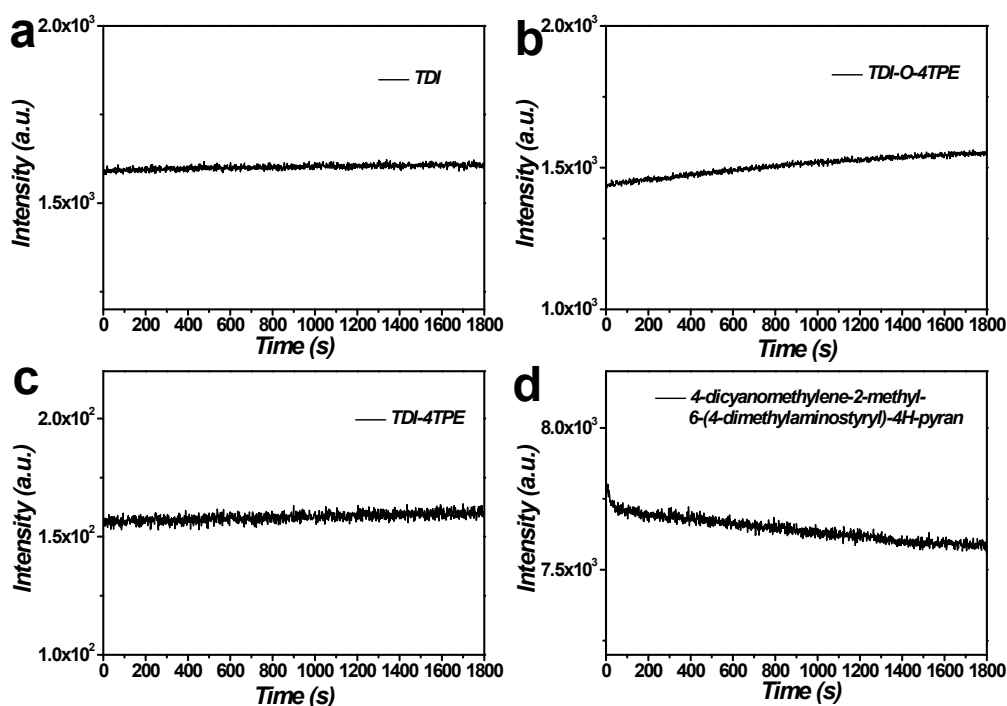 a
2.0x10³
TDI
Intensity (a.u.)
1.5x10³
0 200 400 600 800 1000 1200 1400 1600 1800
Time (s)
b
2.0x10³
TDI-O-4TPE
Intensity (a.u.)
1.5x10³
1.0x10³
0 200 400 600 800 1000 1200 1400 1600 1800
Time (s)
c
2.0x10²
TDI-4TPE
Intensity (a.u.)
1.5x10²
1.0x10²
0 200 400 600 800 1000 1200 1400 1600 1800
Time (s)
d
4-dicyanomethylene-2-methyl-
6-(4-dimethylaminostyryl)-4H-pyran
8.0x10³
Intensity (a.u.)
7.5x10³
0 200 400 600 800 1000 1200 1400 1600 1800
Time (s)